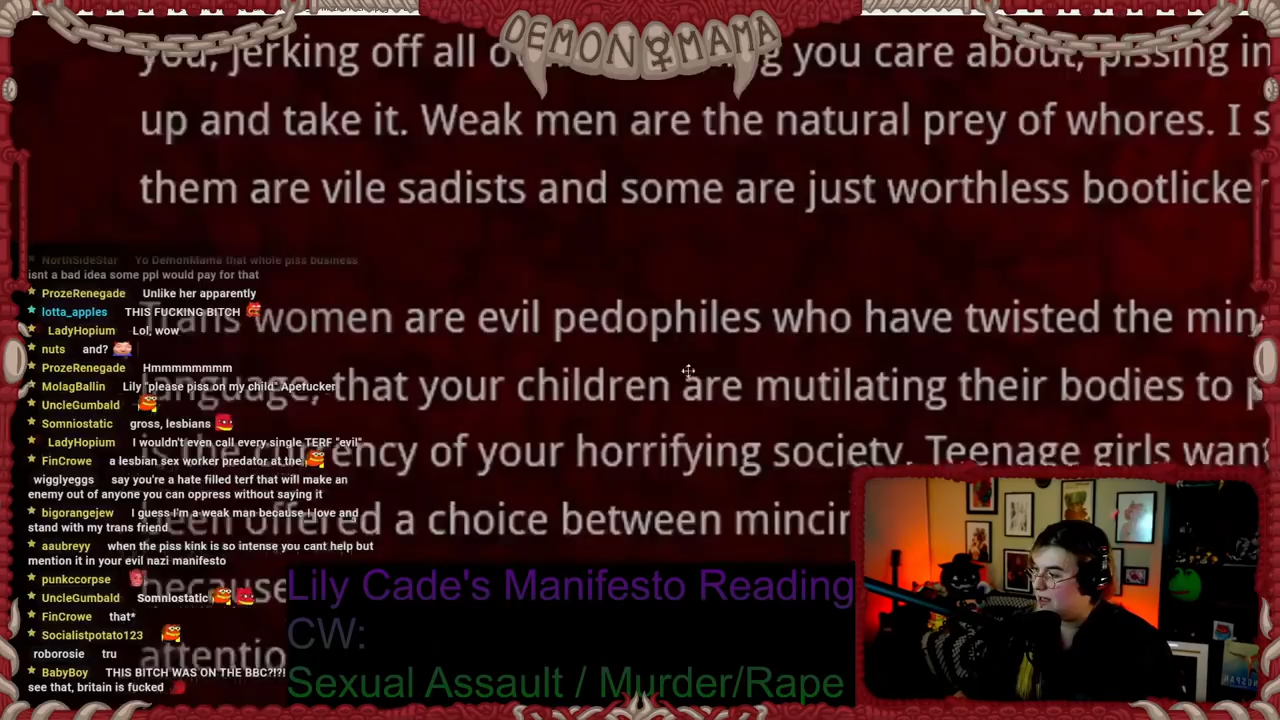 DEMON MAMA
you, jerking off all o g you care about, pissing in
up and take it. Weak men are the natural prey of whores. I s
them are vile sadists and some are just worthless bootlicker
Trans women are evil pedophiles who have twisted the min
language, that your children are mutilating their bodies to p
is the ency of your horrifying society. Teenage girls want
been offered a choice between mincin
because
attentio
NorthSideStar Yo DemonMama that whole piss business
isnt a bad idea some ppl would pay for that
ProzeRenegade Unlike her apparently
lotta_apples THIS FUCKING BITCH
LadyHopium Lol, wow
nuts and?
ProzeRenegade Hmmmmmmmm
MolagBallin Lily "please piss on my child" Apefucker
UncleGumbald
Somniostatic gross, lesbians
LadyHopium I wouldn't even call every single TERF "evil"
FinCrowe a lesbian sex worker predator at the
wigglyeggs say you're a hate filled terf that will make an
enemy out of anyone you can oppress without saying it
bigorangejew I guess I'm a weak man because I love and
stand with my trans friend
aaubreyy when the piss kink is so intense you cant help but
mention it in your evil nazi manifesto
punkccorpse
UncleGumbald Somniostatic
FinCrowe that*
Socialistpotato123
roborosie tru
BabyBoy THIS BITCH WAS ON THE BBC?!?!
see that, britain is fucked
Lily Cade's Manifesto Reading
CW:
Sexual Assault / Murder/Rape